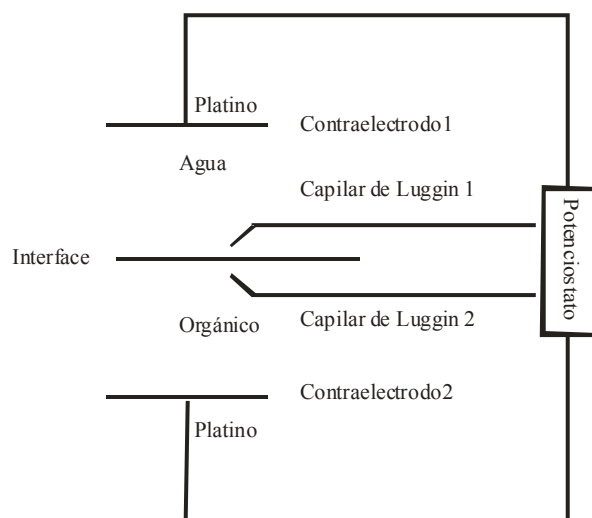 Platino
Contraelectrodo1
Agua
Capilar de Luggin 1
Potenciostato
Interface
Orgánico
Capilar de Luggin 2
Contraelectrodo2
Platino